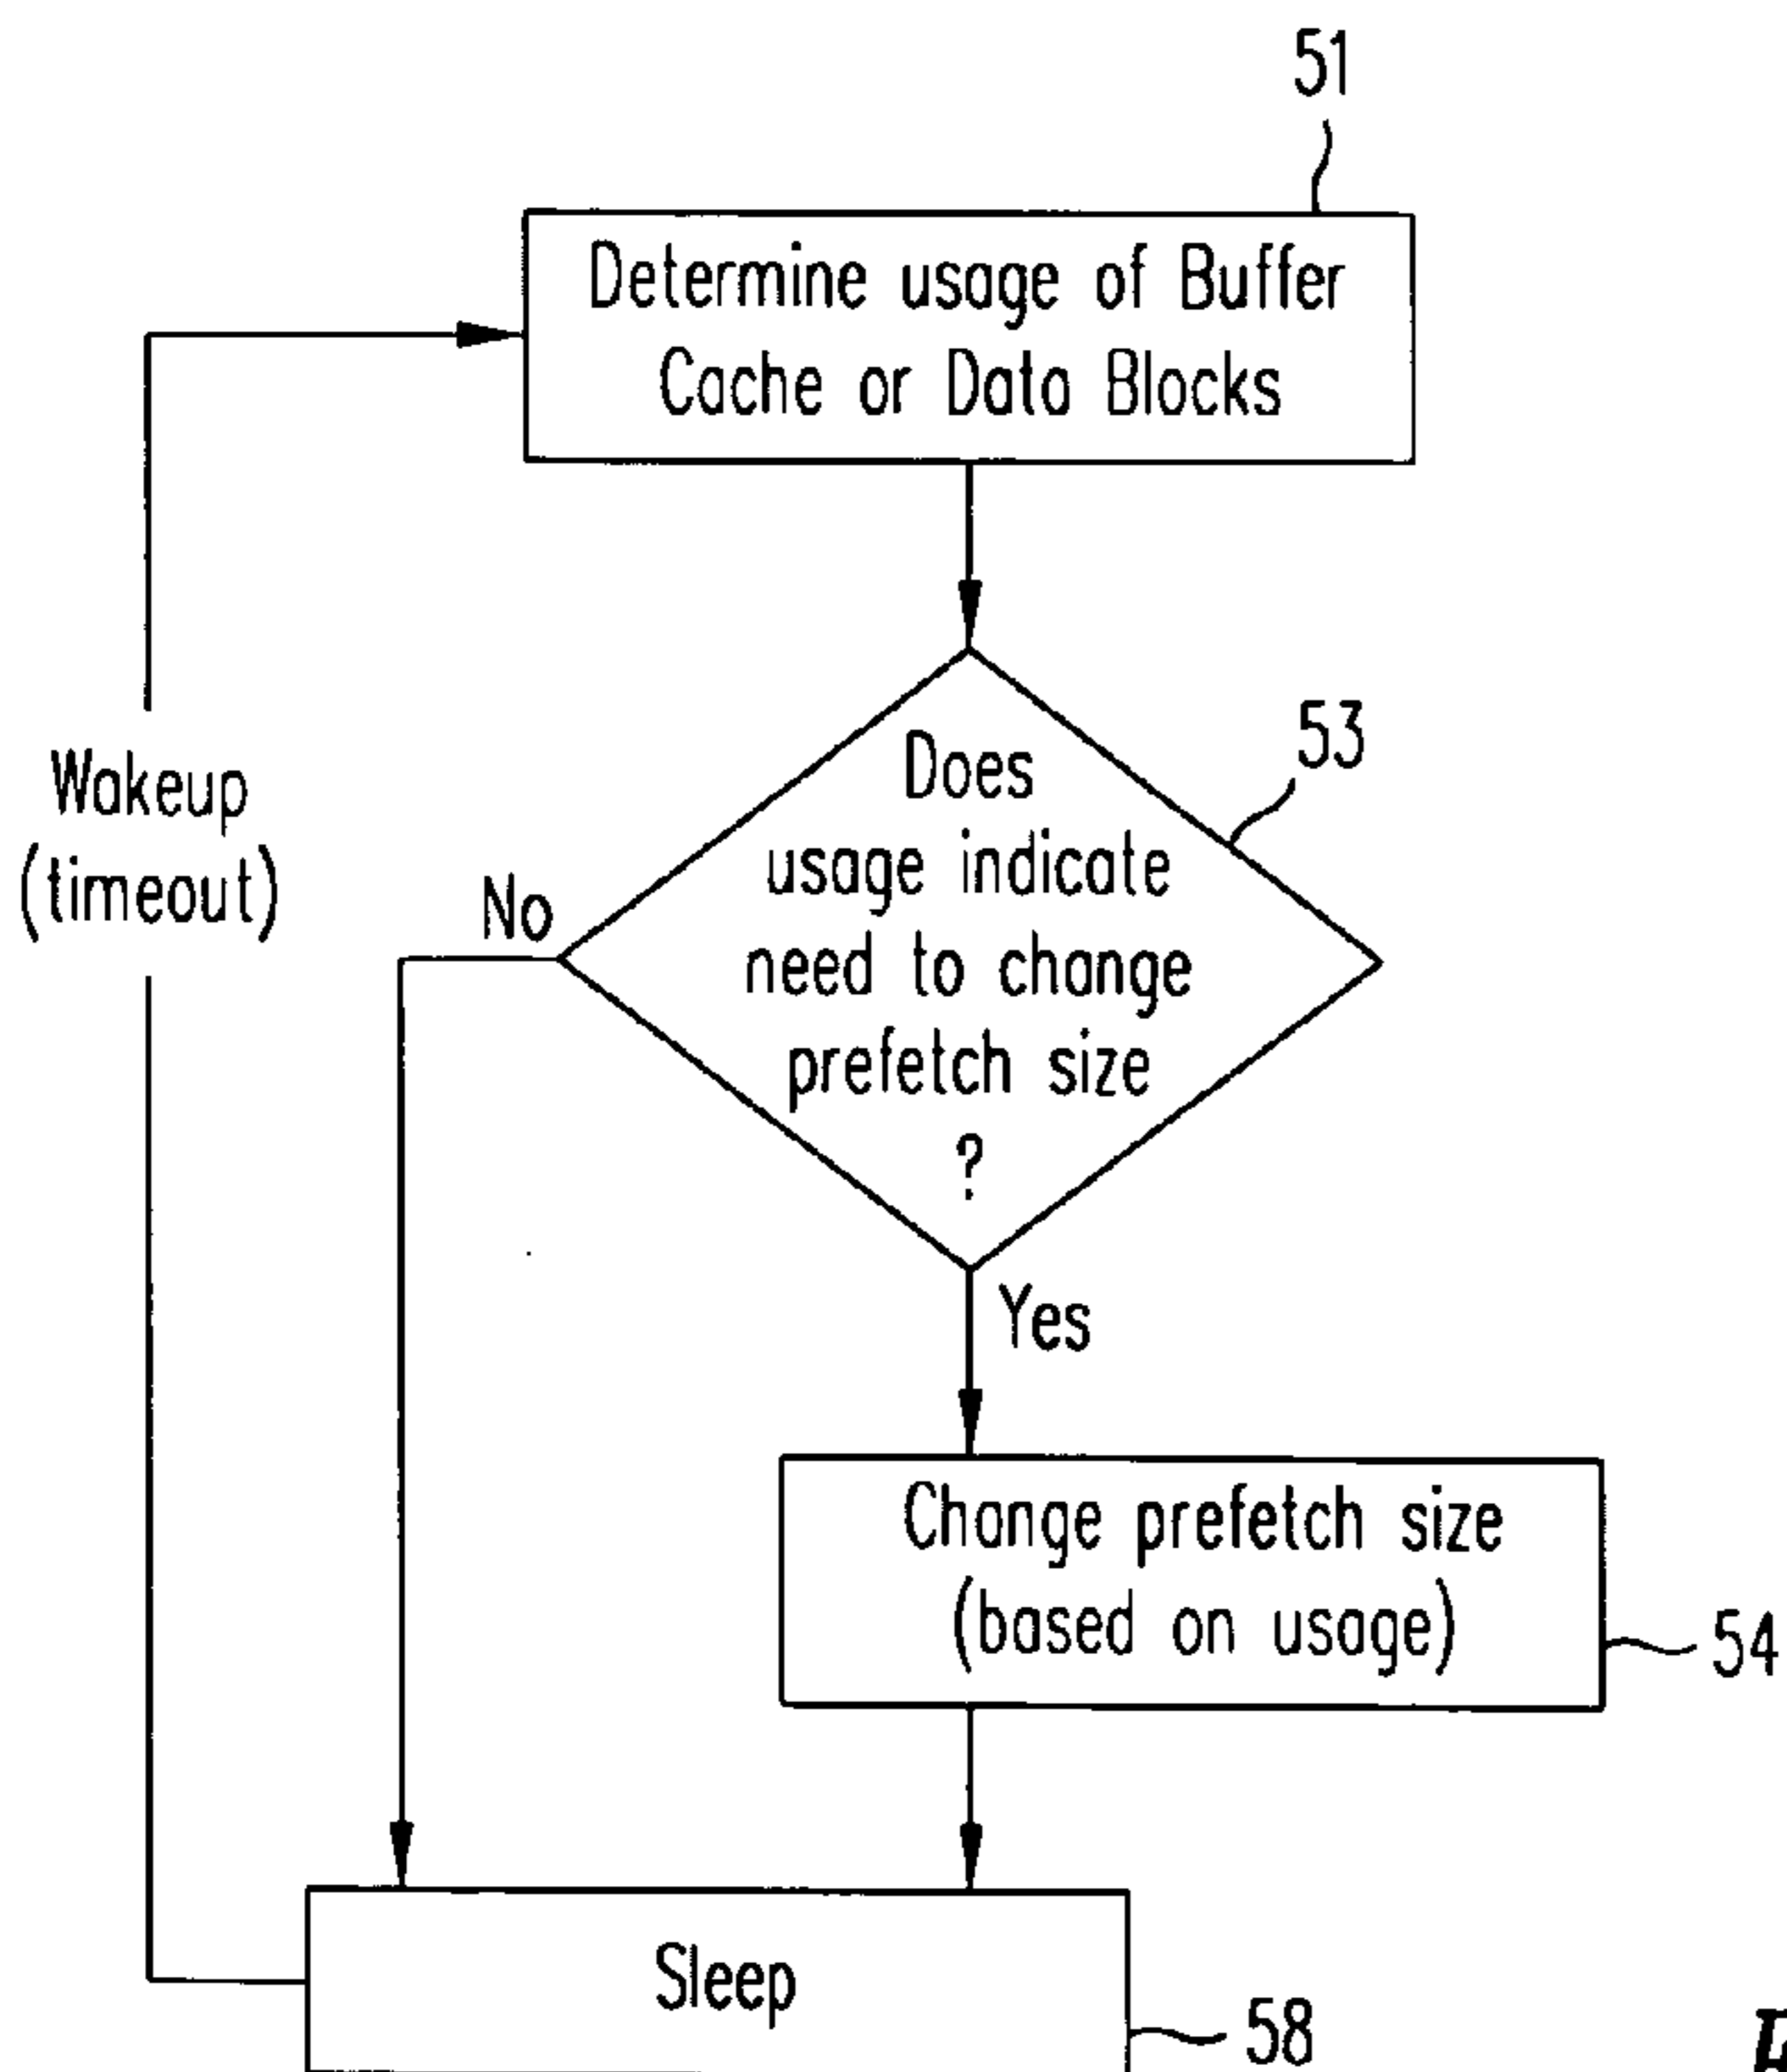 51
Determine usage of Buffer
Cache or Data Blocks
Wakeup
(timeout)
53
Does
usage indicate
need to change
prefetch size
?
No
Yes
Change prefetch size
(based on usage)
54
Sleep
58